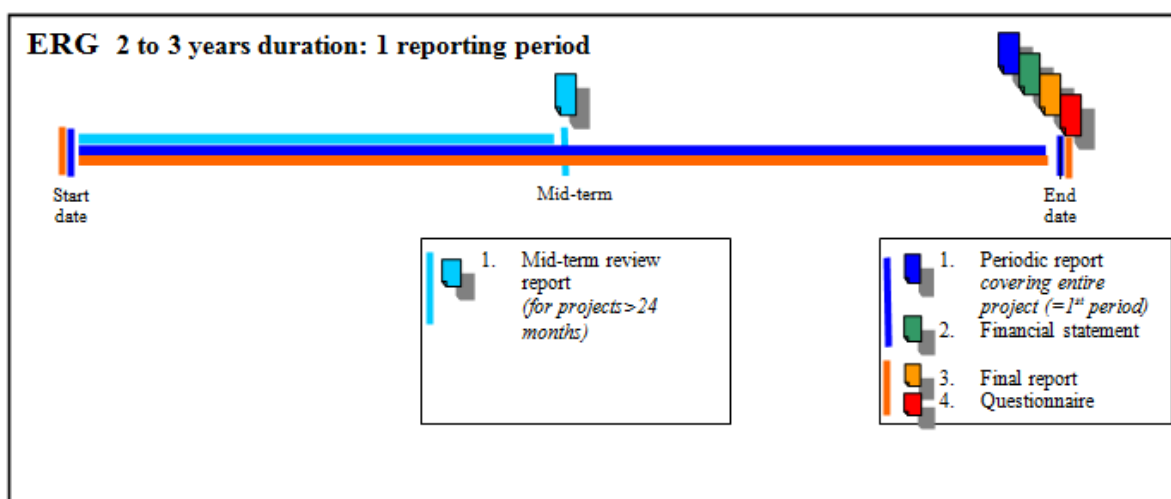 ERG 2 to 3 years duration: 1 reporting period
Start
date
Mid-term
End
date
1. Mid-term review
report
(for projects>24
months)
1. Periodic report
covering entire
project (=1st period)
2. Financial statement
3. Final report
4. Questionnaire